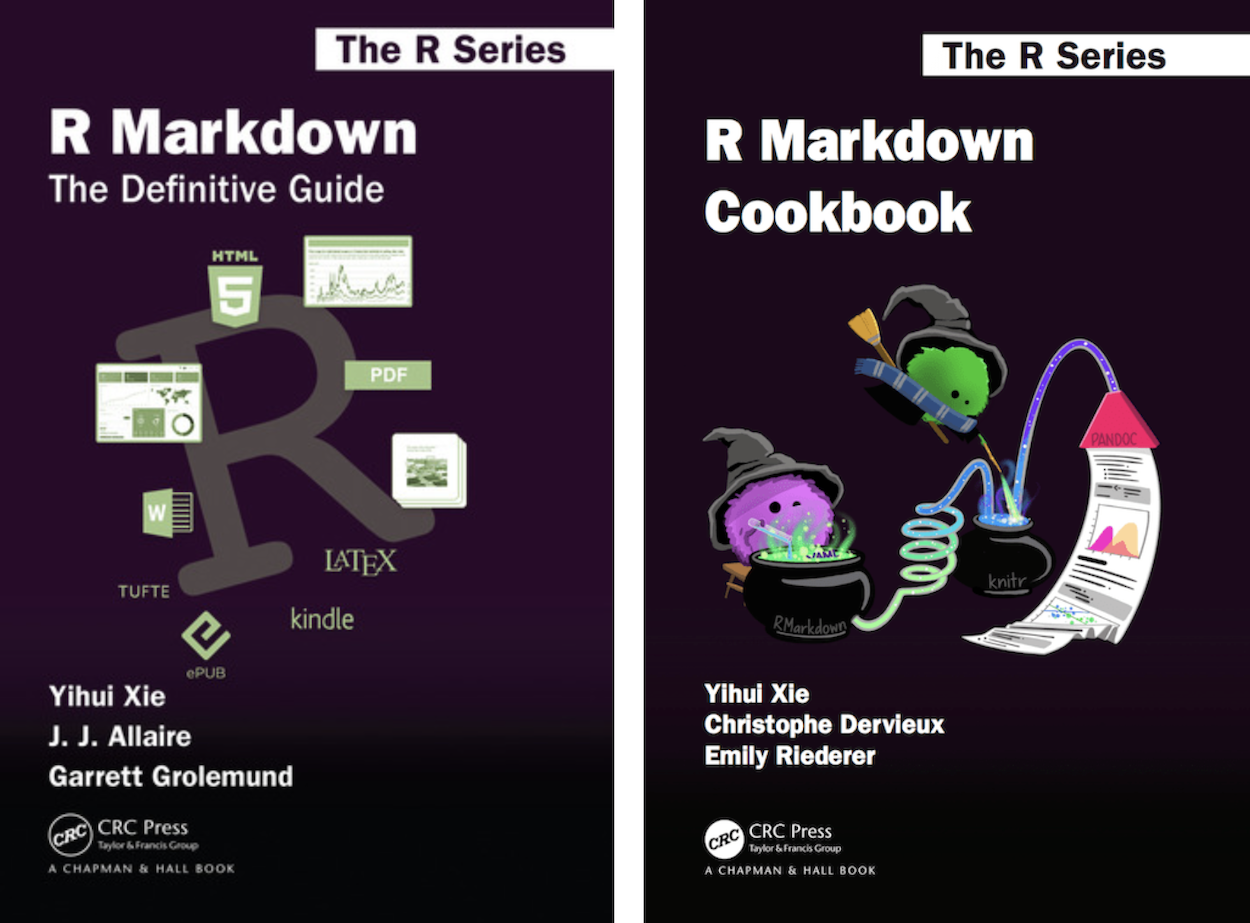 The R Series
R Markdown
The Definitive Guide
HTML
5
PDF
W
LATEX
TUFTE
kindle
ePUB
Yihui Xie
J. J. Allaire
Garrett Grolemund
CRC
CRC Press
Taylor & Francis Group
A CHAPMAN & HALL BOOK
The R Series
R Markdown
Cookbook
PANDOC
knitr
RMarkdown
Yihui Xie
Christophe Dervieux
Emily Riederer
CRC
CRC Press
Taylor & Francis Group
A CHAPMAN & HALL BOOK